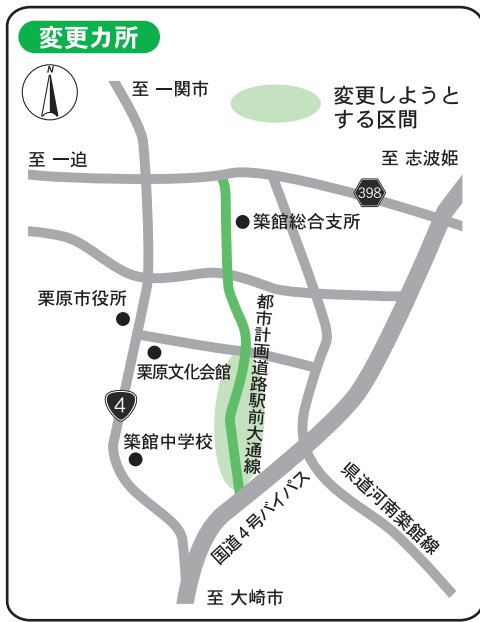 変更カ所
N
至 一関市
変更しようと
する区間
至 一迫
至 志波姫
398
築館総合支所
栗原市役所
都市計画道路駅前大通線
栗原文化会館
4
築館中学校
国道4号バイパス
県道河南築館線
至 大崎市